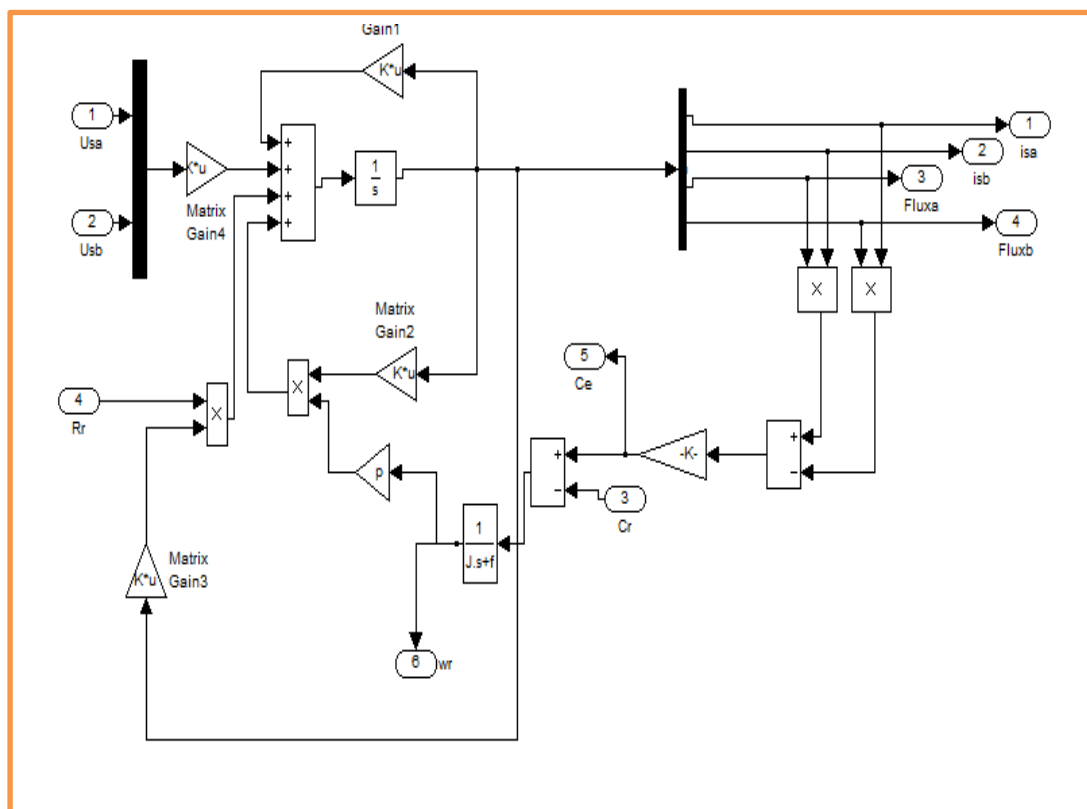 Gain1
K*u
1
Usa
K*u
Matrix
Gain4
2
Usb
+
+
+
+
1
s
1
isa
2
isb
3
Fluxa
4
Fluxb
X
X
Matrix
Gain2
K*u
X
4
Rr
X
5
Ce
-K-
+
−
+
−
3
Cr
p
1
J.s+f
K*u
Matrix
Gain3
6
wr